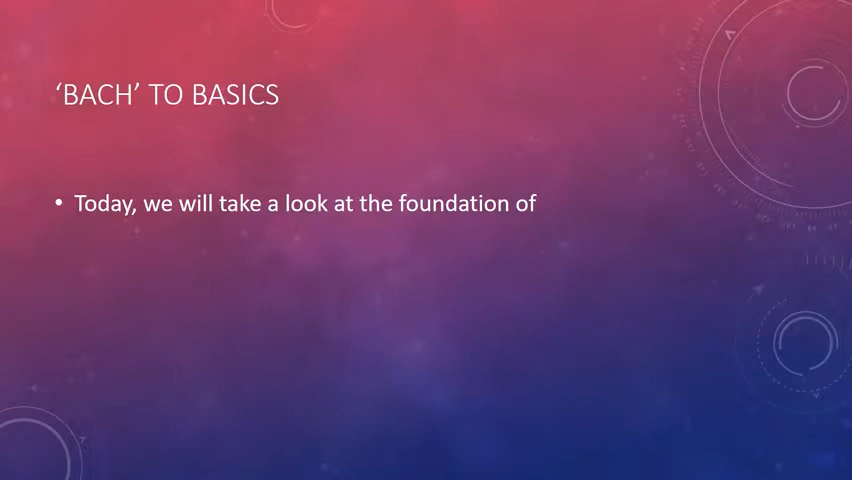 ‘BACH’ TO BASICS
• Today, we will take a look at the foundation of